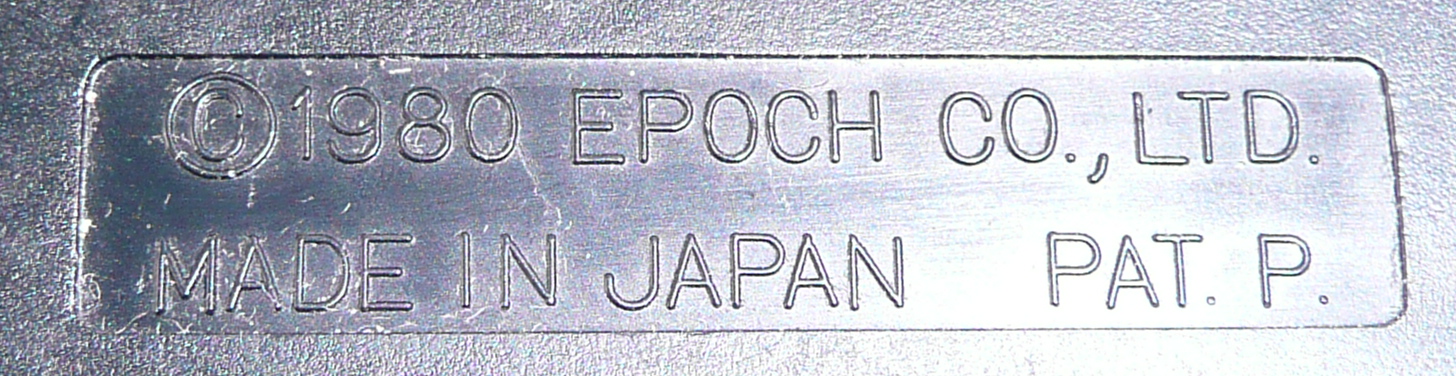 ©1980 EPOCH CO., LTD.
MADE IN JAPAN PAT. P.